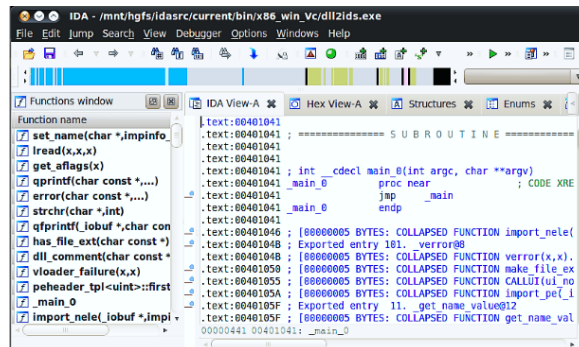 IDA - /mnt/hgfs/idasrc/current/bin/x86_win_Vc/dll2ids.exe
File Edit Jump Search View Debugger Options Windows Help
Functions window
IDA View-A
Hex View-A
Structures
Enums
Function name
set_name(char *,impinfo_
lread(x,x,x)
get_aflags(x)
qprintf(char const *,...)
error(char const *,...)
strchr(char *,int)
qfprintf(_iobuf *,char con
has_file_ext(char const *)
dll_comment(char const *
vloader_failure(x,x)
peheader_tpl<uint>::first
_main_0
import_nele(_iobuf *,impi
.text:00401041
.text:00401041 ; =============== S U B R O U T I N E ===========
.text:00401041
.text:00401041
.text:00401041 ; int __cdecl main_0(int argc, char **argv)
.text:00401041 _main_0 proc near ; CODE XRE
.text:00401041 jmp _main
.text:00401041 _main_0 endp
.text:00401041
.text:00401046 ; [00000005 BYTES: COLLAPSED FUNCTION import_nele(
.text:0040104B ; Exported entry 101. _verror@8
.text:0040104B ; [00000005 BYTES: COLLAPSED FUNCTION verror(x,x).
.text:00401050 ; [00000005 BYTES: COLLAPSED FUNCTION make_file_ex
.text:00401055 ; [00000005 BYTES: COLLAPSED FUNCTION CALLUI(ui_no
.text:0040105A ; [00000005 BYTES: COLLAPSED FUNCTION import_pe(_i
.text:0040105F ; Exported entry 11. _get_name_value@12
.text:0040105F ; [00000005 BYTES: COLLAPSED FUNCTION get_name_val
00000441 00401041: _main_0